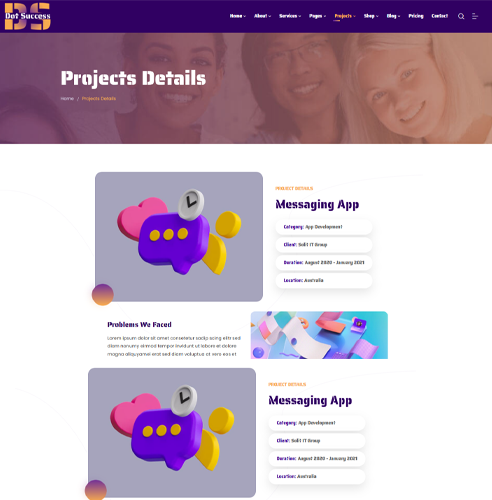 DS
Dot Success
Home About Services Pages Projects Shop Blog Pricing Contact
Projects Details
Home / Projects Details
PROJECT DETAILS
Messaging App
Category: App Development
Client: Solit IT Group
Duration: August 2020 - January 2021
Location: Australia
Problems We Faced
Lorem ipsum dolor sit amet consetetur sadip scing elitr sed
diam nonumy eirmod tempor invidunt ut labore et dolore
magna aliquyam erat sed diam voluptua at vero eos et
PROJECT DETAILS
Messaging App
Category: App Development
Client: Solit IT Group
Duration: August 2020 - January 2021
Location: Australia